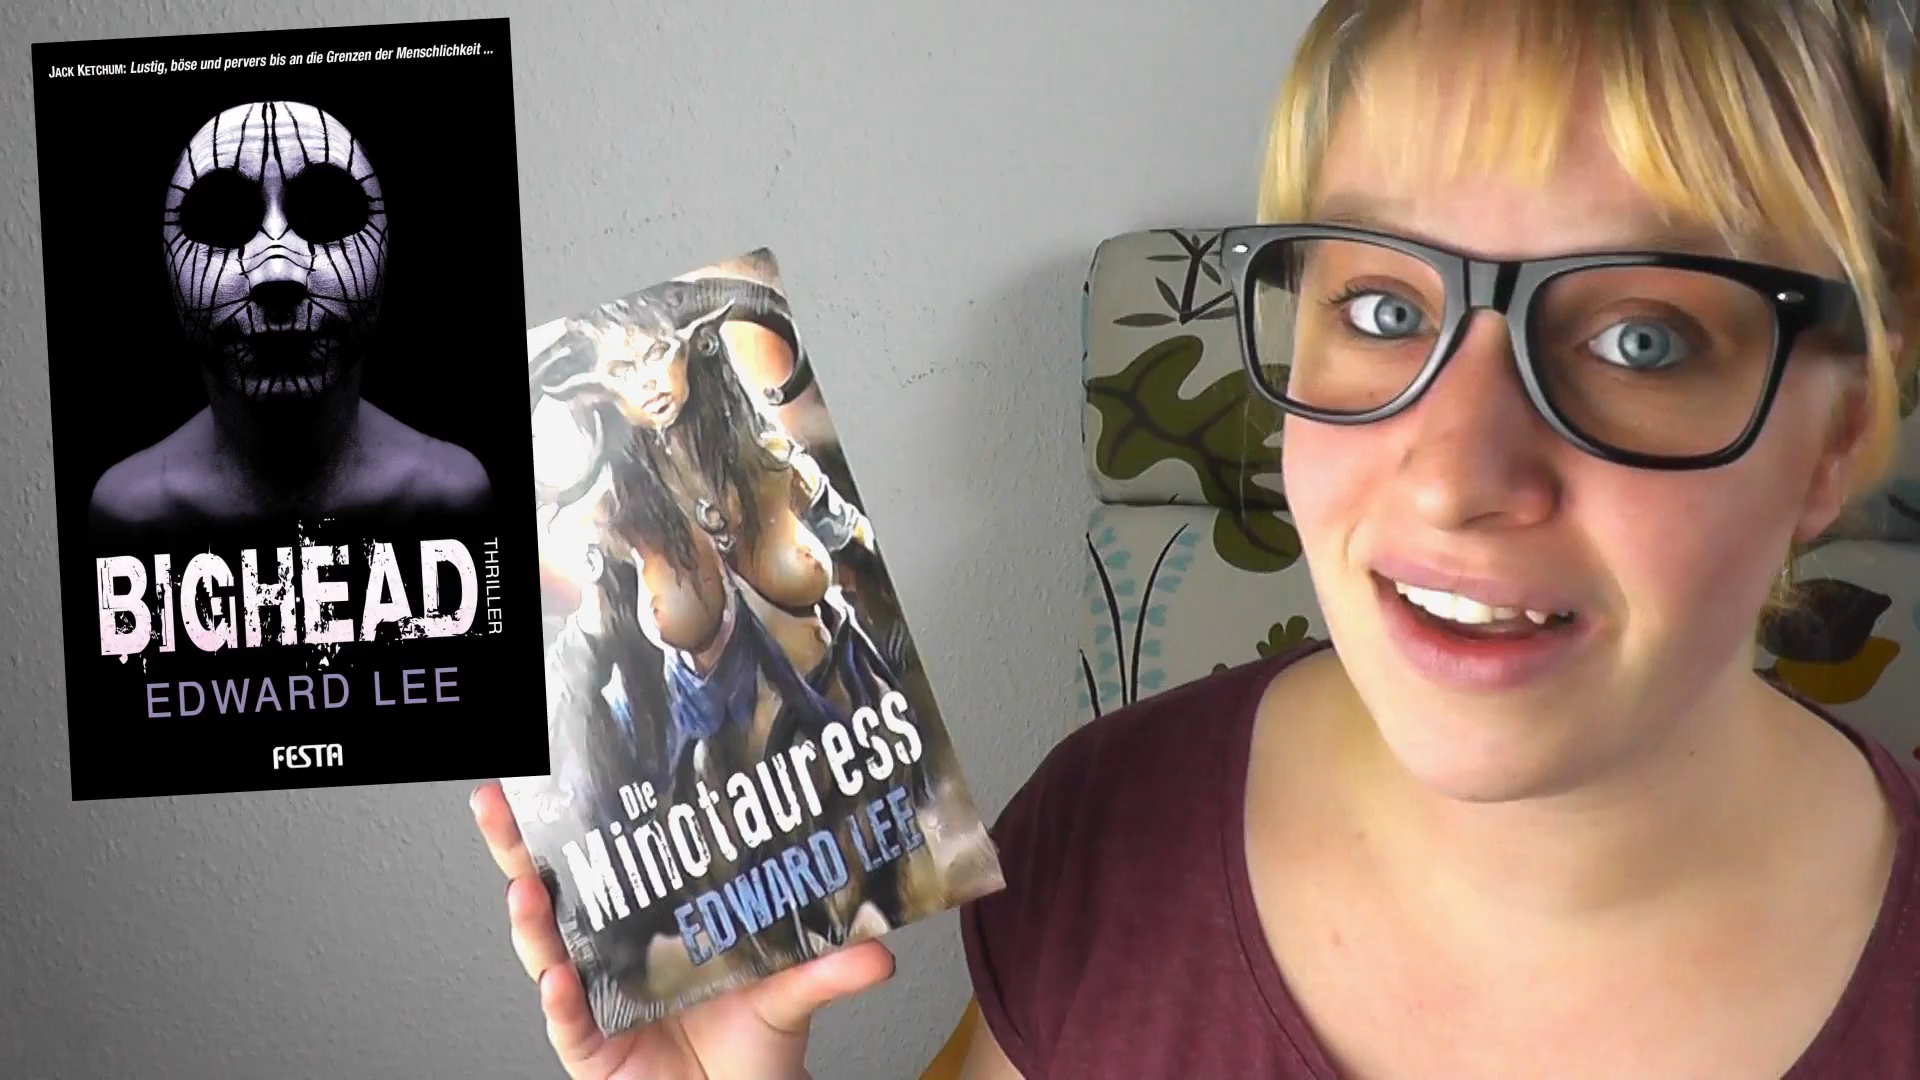 JACK KETCHUM: Lustig, böse und pervers bis an die Grenzen der Menschlichkeit ...
BIGHEAD
THRILLER
EDWARD LEE
FESTA
Die
Minotauress
EDWARD LEE